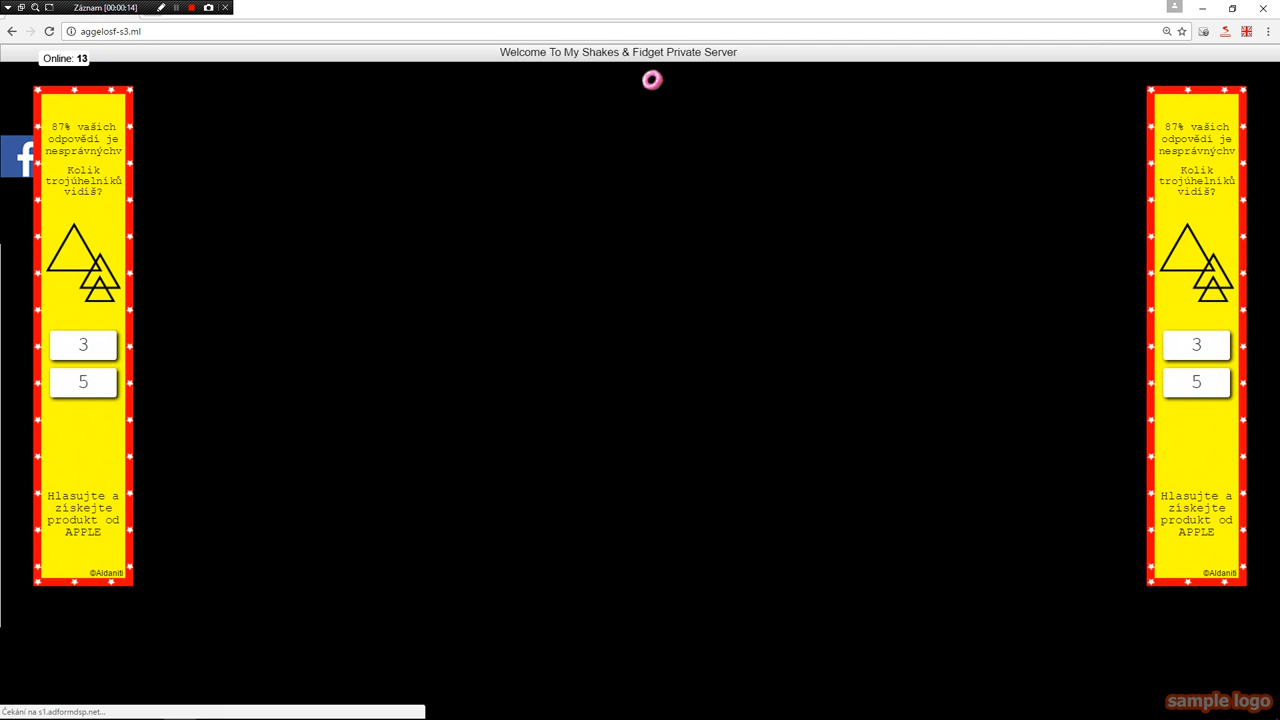 Záznam [00:00:14]
aggelosf-s3.ml
Welcome To My Shakes & Fidget Private Server
Online: 13
87% vašich
odpovědí je
nesprávnýchv
Kolik
trojúhelníků
vidíš?
3
5
Hlasujte a
získejte
produkt od
APPLE
©Aldaniti
87% vašich
odpovědí je
nesprávnýchv
Kolik
trojúhelníků
vidíš?
3
5
Hlasujte a
získejte
produkt od
APPLE
©Aldaniti
Čekání na s1.adformdsp.net...
sample logo